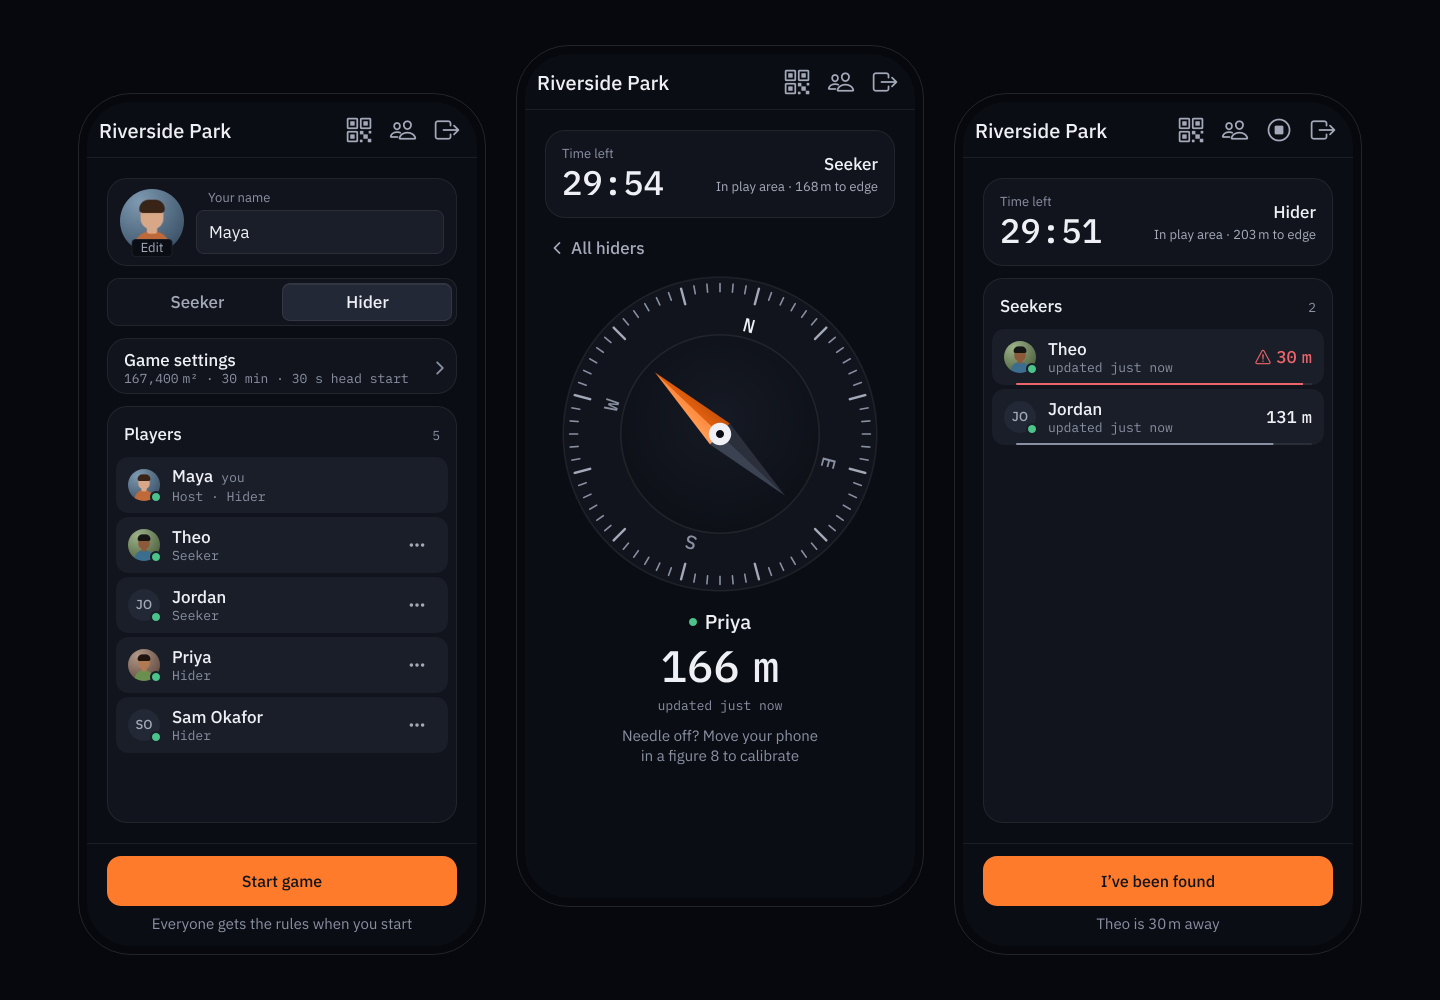 Riverside Park
Your name
Maya
Edit
Seeker
Hider
Game settings
167,400 m² · 30 min · 30 s head start
Players
5
Maya you
Host · Hider
Theo
Seeker
JO
Jordan
Seeker
Priya
Hider
SO
Sam Okafor
Hider
Start game
Everyone gets the rules when you start
Riverside Park
Time left
29:54
Seeker
In play area · 168 m to edge
All hiders
N
W
E
S
Priya
166 m
updated just now
Needle off? Move your phone
in a figure 8 to calibrate
Riverside Park
Time left
29:51
Hider
In play area · 203 m to edge
Seekers
2
Theo
updated just now
30 m
JO
Jordan
updated just now
131 m
I’ve been found
Theo is 30 m away